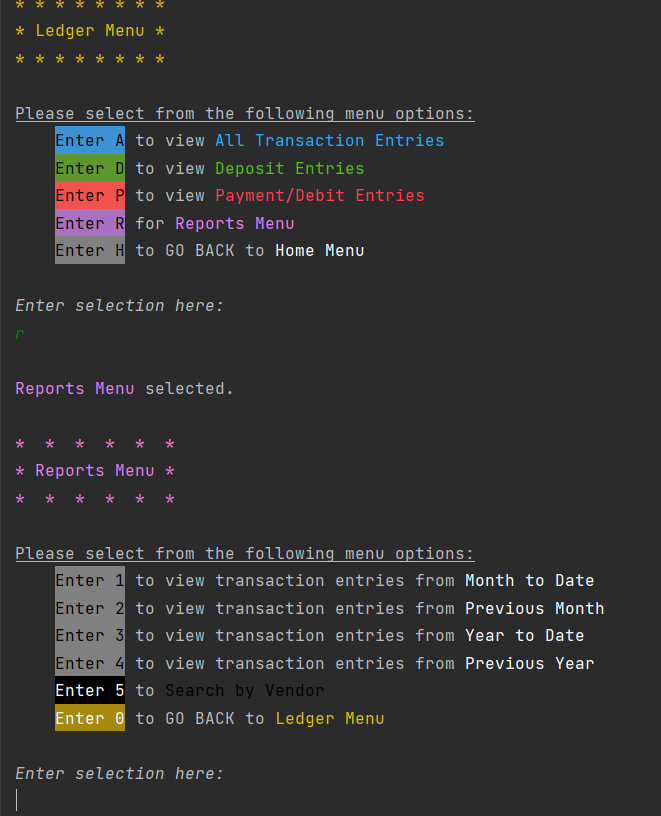 * * * * * * * *
* Ledger Menu *
* * * * * * * *
Please select from the following menu options:
Enter A to view All Transaction Entries
Enter D to view Deposit Entries
Enter P to view Payment/Debit Entries
Enter R for Reports Menu
Enter H to GO BACK to Home Menu
Enter selection here:
r
Reports Menu selected.
* * * * * *
* Reports Menu *
* * * * * *
Please select from the following menu options:
Enter 1 to view transaction entries from Month to Date
Enter 2 to view transaction entries from Previous Month
Enter 3 to view transaction entries from Year to Date
Enter 4 to view transaction entries from Previous Year
Enter 5 to Search by Vendor
Enter 0 to GO BACK to Ledger Menu
Enter selection here: